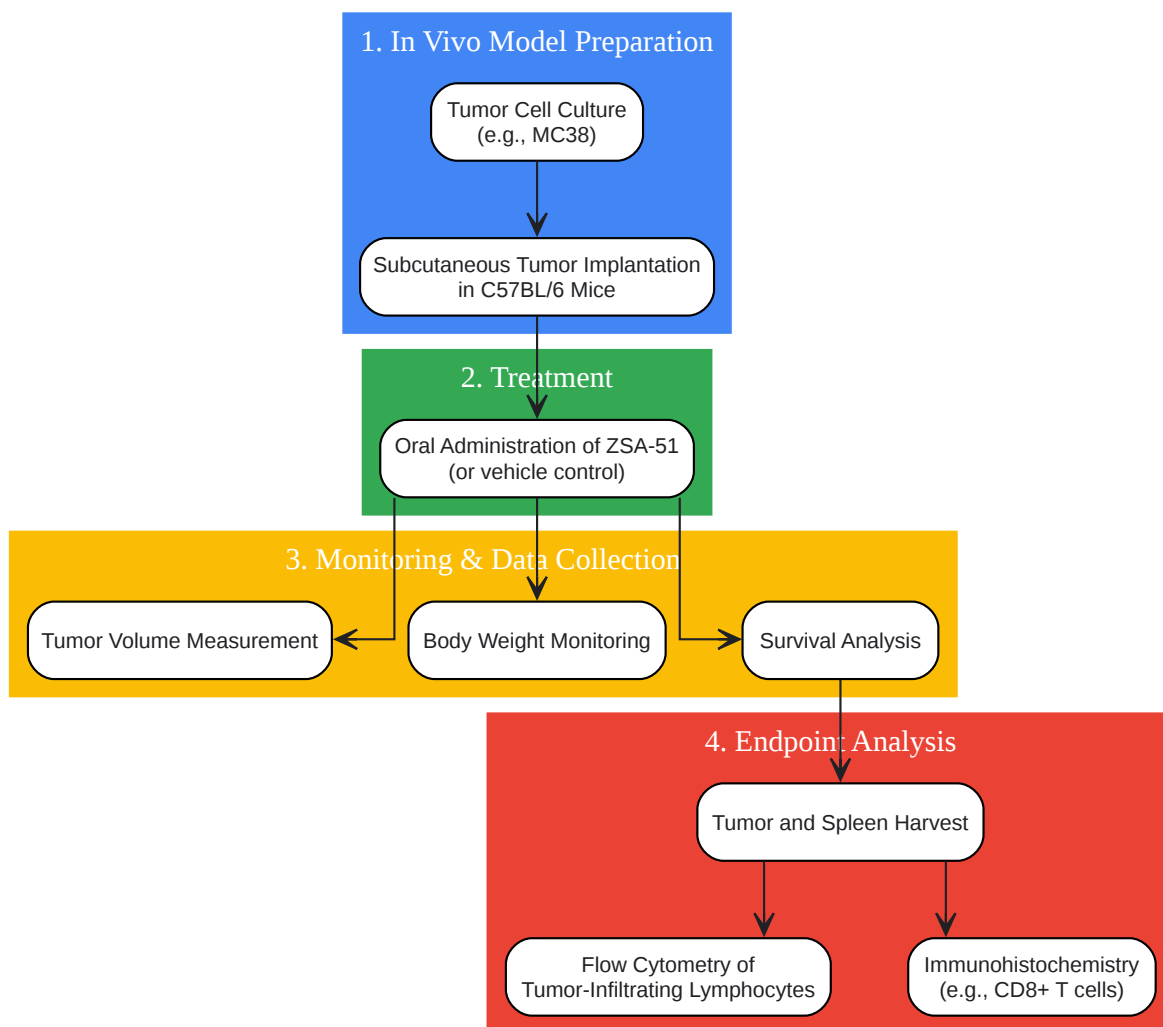 1. In Vivo Model Preparation
Tumor Cell Culture
(e.g., MC38)
Subcutaneous Tumor Implantation
in C57BL/6 Mice
2. Treatment
Oral Administration of ZSA-51
(or vehicle control)
3. Monitoring & Data Collection
Tumor Volume Measurement
Body Weight Monitoring
Survival Analysis
4. Endpoint Analysis
Tumor and Spleen Harvest
Flow Cytometry of
Tumor-Infiltrating Lymphocytes
Immunohistochemistry
(e.g., CD8+ T cells)